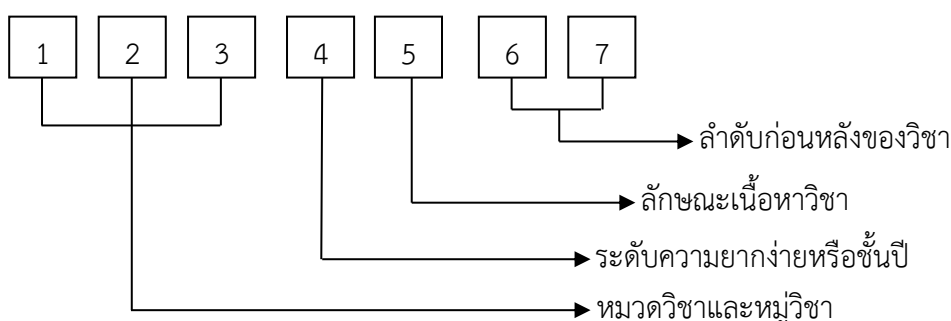 1 2 3 4 5 6 7
ลำดับก่อนหลังของวิชา
ลักษณะเนื้อหาวิชา
ระดับความยากง่ายหรือชั้นปี
หมวดวิชาและหมู่วิชา